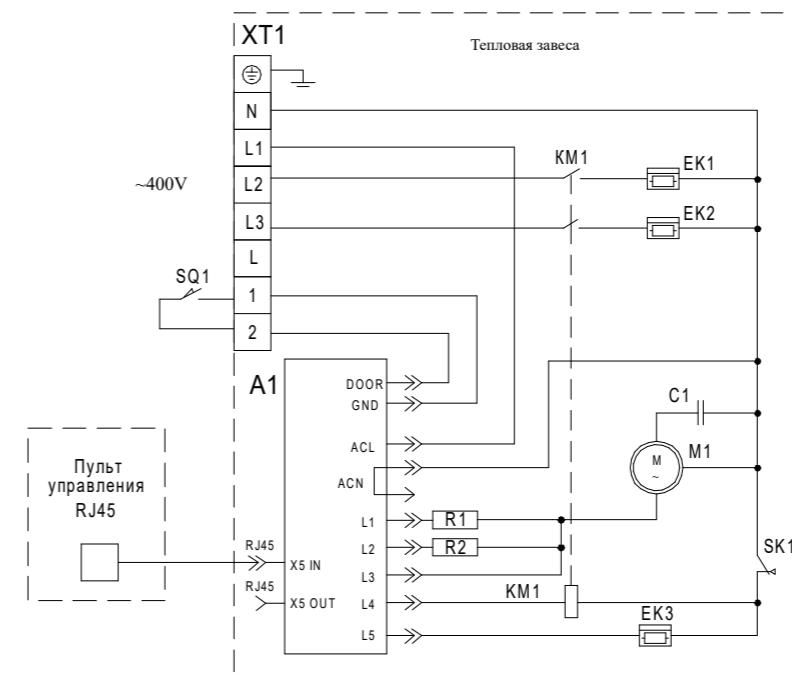 XT1
Тепловая завеса
N
L1
KM1
EK1
~400V
L2
EK2
L3
SQ1
L
1
2
A1
DOOR
GND
C1
ACL
M
~
M1
Пульт
управления
RJ45
ACN
L1
R1
L2
R2
SK1
RJ45
X5 IN
L3
RJ45
X5 OUT
L4
KM1
EK3
L5